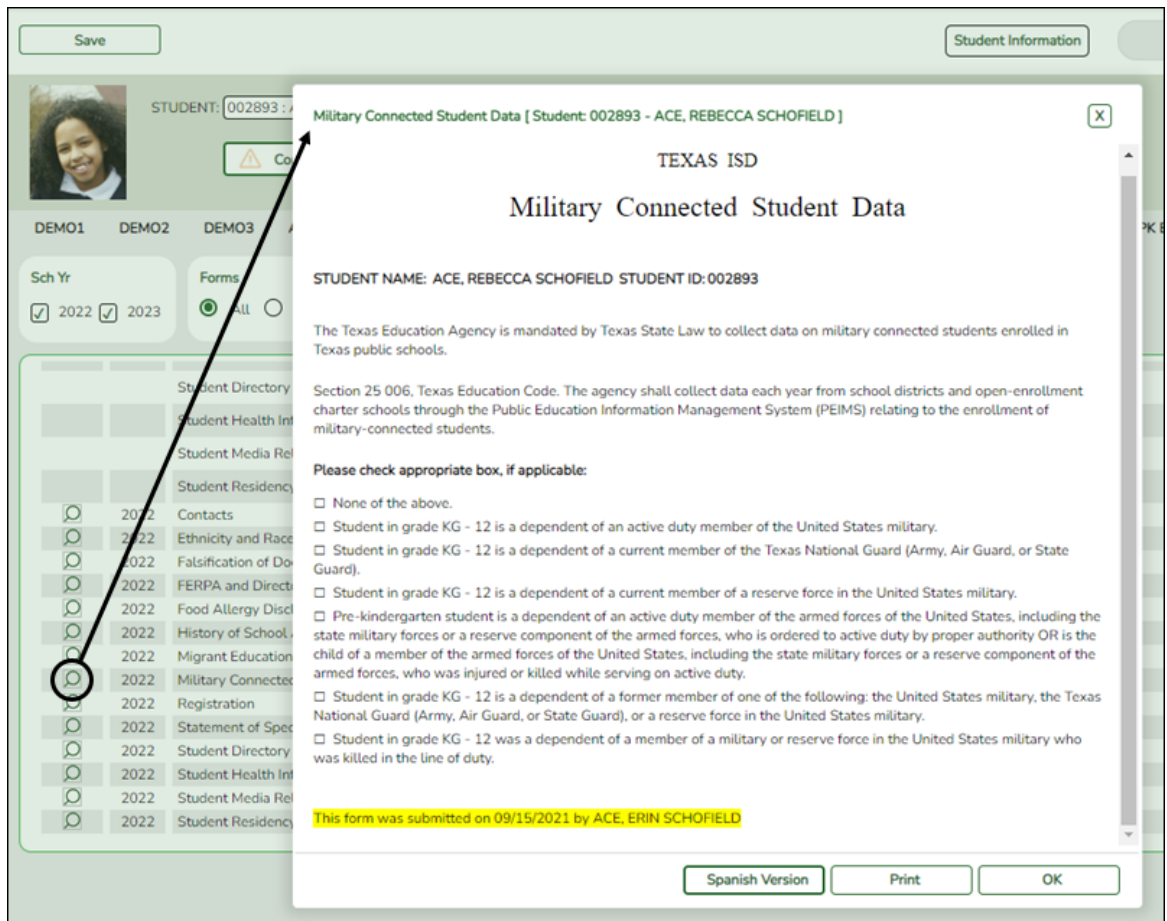 Save
Student Information
STUDENT: 002893 : A
Co
Military Connected Student Data [ Student: 002893 - ACE, REBECCA SCHOFIELD ]
X
TEXAS ISD
Military Connected Student Data
DEMO1 DEMO2 DEMO3
PK E
Sch Yr
2022 2023
Forms
All
STUDENT NAME: ACE, REBECCA SCHOFIELD STUDENT ID: 002893
The Texas Education Agency is mandated by Texas State Law to collect data on military connected students enrolled in
Texas public schools.
Section 25 006, Texas Education Code. The agency shall collect data each year from school districts and open-enrollment
charter schools through the Public Education Information Management System (PEIMS) relating to the enrollment of
military-connected students.
Please check appropriate box, if applicable:
☐ None of the above.
☐ Student in grade KG - 12 is a dependent of an active duty member of the United States military.
☐ Student in grade KG - 12 is a dependent of a current member of the Texas National Guard (Army, Air Guard, or State
Guard).
☐ Student in grade KG - 12 is a dependent of a current member of a reserve force in the United States military.
☐ Pre-kindergarten student is a dependent of an active duty member of the armed forces of the United States, including the
state military forces or a reserve component of the armed forces, who is ordered to active duty by proper authority OR is the
child of a member of the armed forces of the United States, including the state military forces or a reserve component of the
armed forces, who was injured or killed while serving on active duty.
☐ Student in grade KG - 12 is a dependent of a former member of one of the following: the United States military, the Texas
National Guard (Army, Air Guard, or State Guard), or a reserve force in the United States military.
☐ Student in grade KG - 12 was a dependent of a member of a military or reserve force in the United States military who
was killed in the line of duty.
This form was submitted on 09/15/2021 by ACE, ERIN SCHOFIELD
Spanish Version
Print
OK
Student Directory
Student Health Inf
Student Media Rel
Student Residency
2022 Contacts
2022 Ethnicity and Race
2022 Falsification of Do
2022 FERPA and Direct
2022 Food Allergy Discl
2022 History of School
2022 Migrant Education
2022 Military Connected
2022 Registration
2022 Statement of Spec
2022 Student Directory
2022 Student Health Inf
2022 Student Media Rel
2022 Student Residency